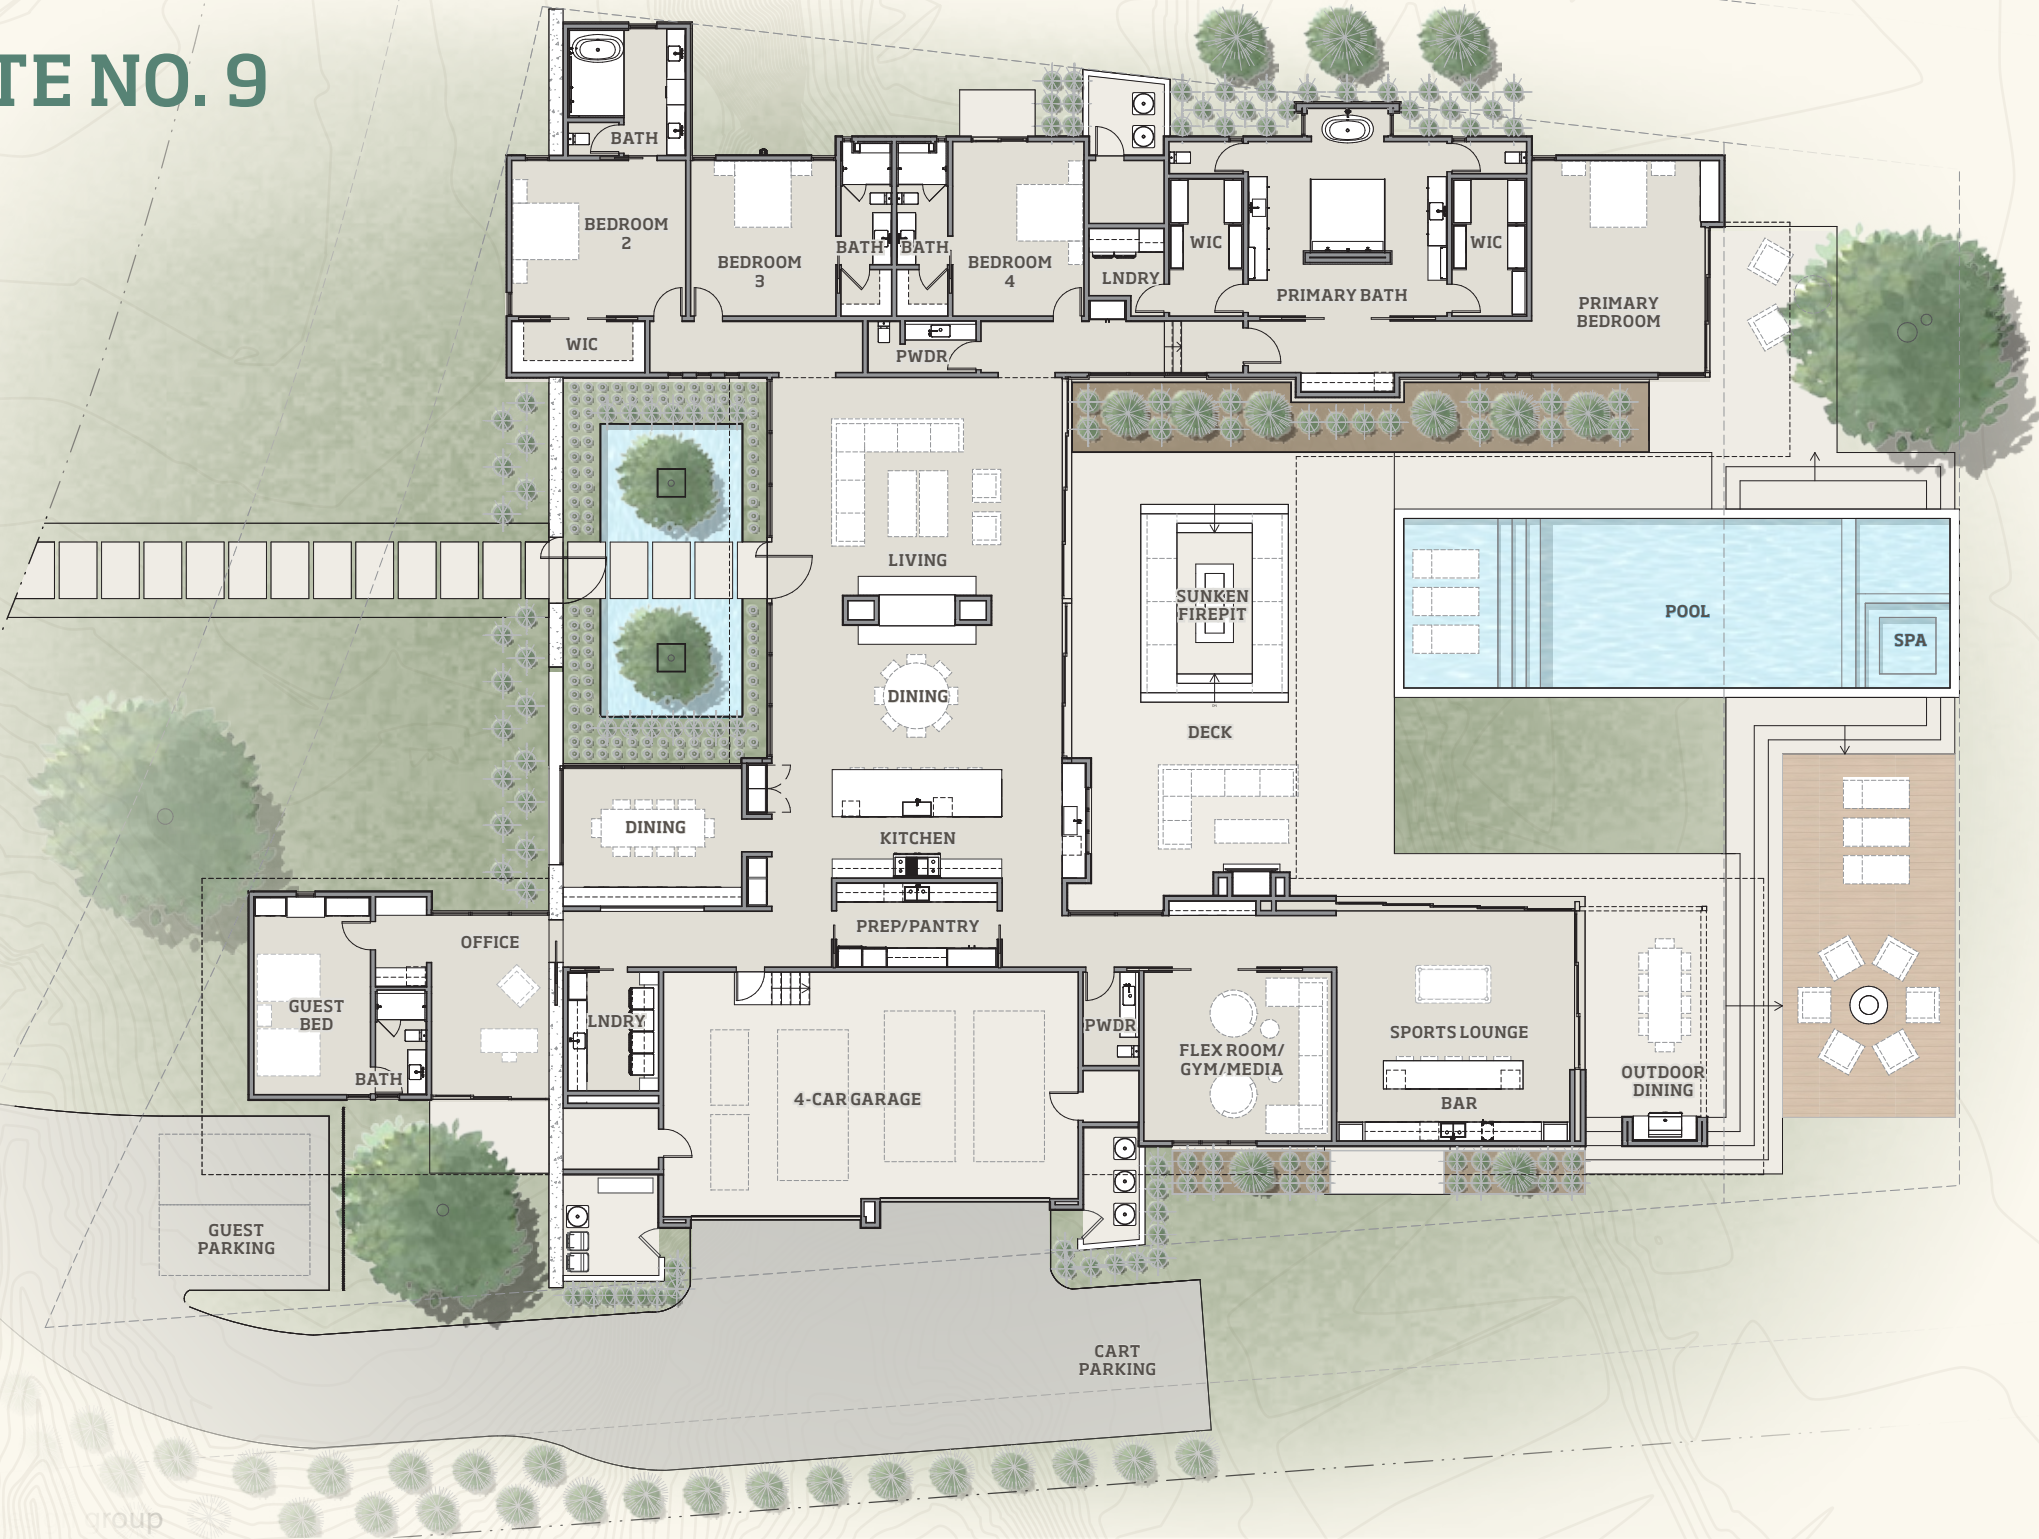 TE NO. 9
BATH
BEDROOM
2
BEDROOM
3
BATH
BATH
BEDROOM
4
LNDRY
WIC
PRIMARY BATH
WIC
PRIMARY
BEDROOM
WIC
PWDR
LIVING
SUNKEN
FIREPIT
POOL
SPA
DINING
DECK
DINING
KITCHEN
PREP/PANTRY
OFFICE
GUEST
BED
BATH
LNDRY
4-CAR GARAGE
PWDR
FLEX ROOM/
GYM/MEDIA
SPORTS LOUNGE
BAR
OUTDOOR
DINING
GUEST
PARKING
CART
PARKING
group